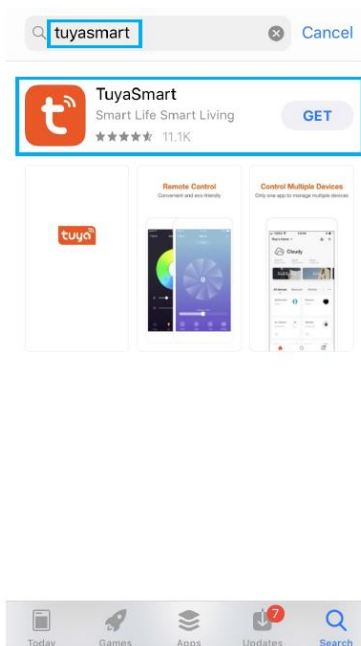 tuyasmart
Cancel
TuyaSmart
Smart Life Smart Living
GET
11.1K
tuya
Remote Control
Convenient and eco-friendly
Control Multiple Devices
Only one app to manage multiple devices
Cloudy
7
Today
Games
Apps
Updates
Search